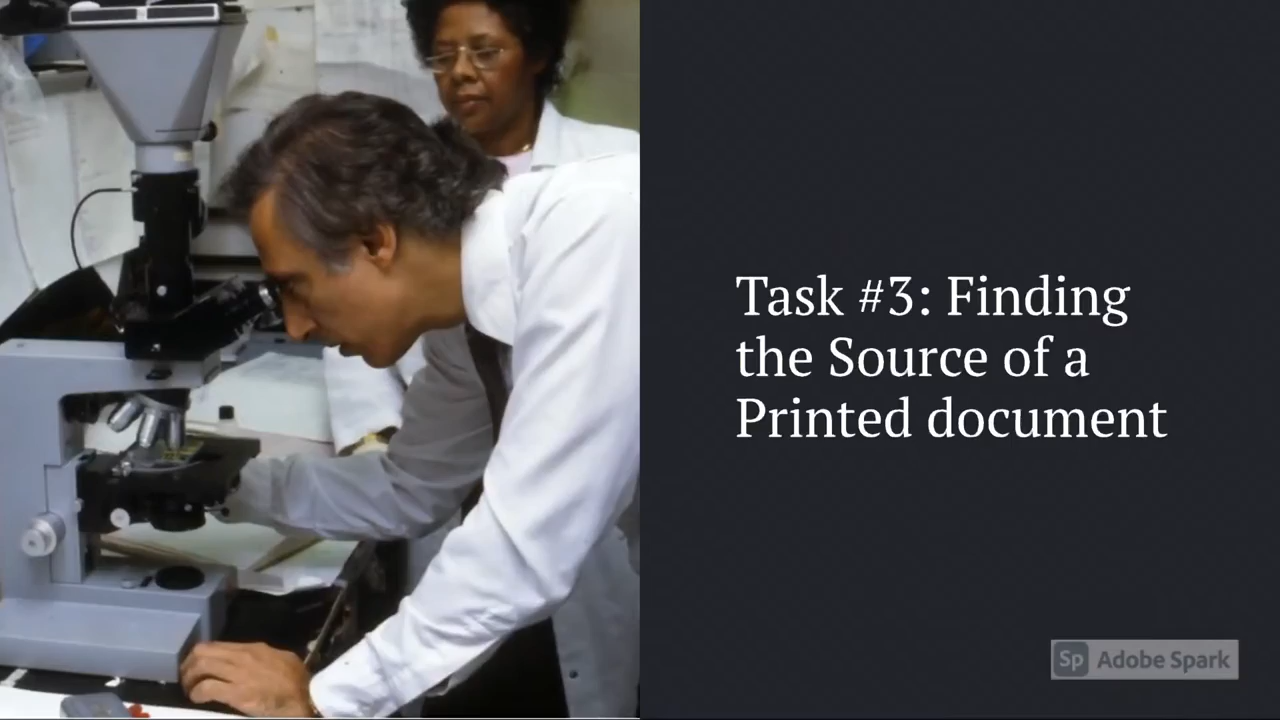 Task #3: Finding
the Source of a
Printed document
Sp Adobe Spark